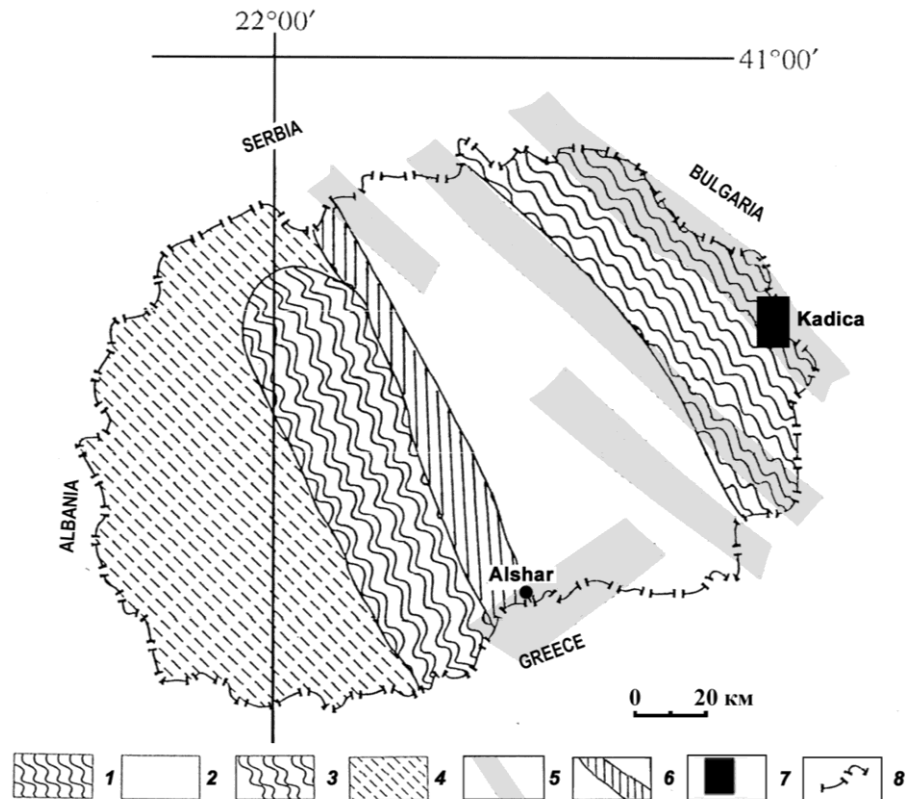 22°00′
41°00′
SERBIA
BULGARIA
Kadica
ALBANIA
Alshar
GREECE
0 20 км
1 2 3 4 5 6 7 8